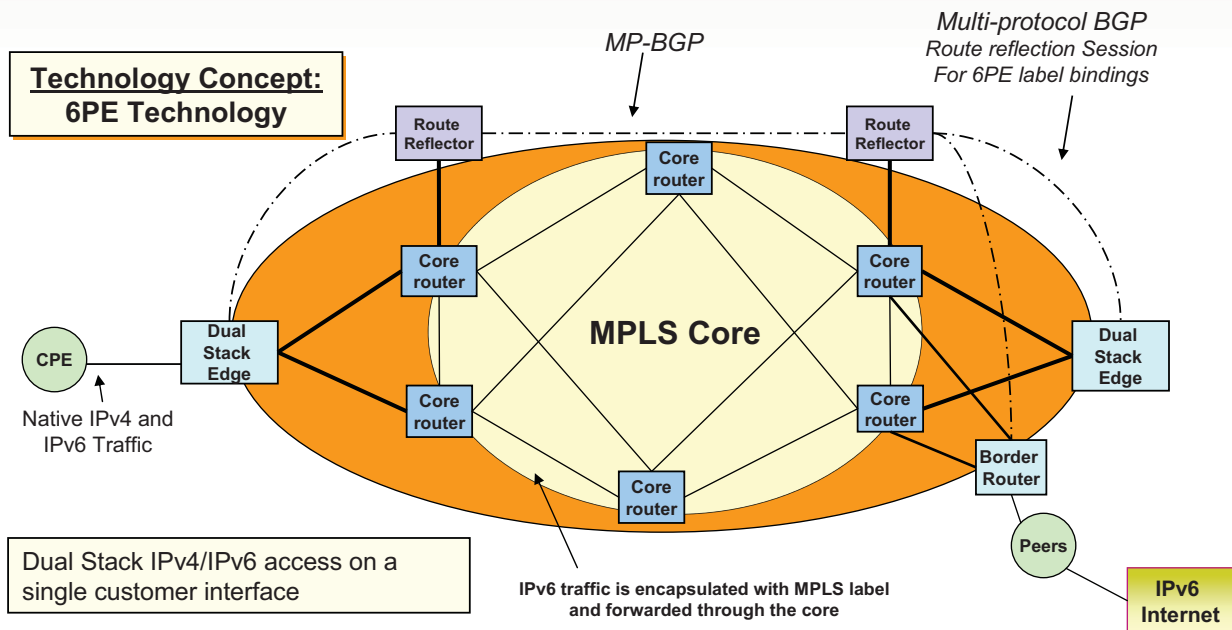 Technology Concept:
6PE Technology
MP-BGP
Multi-protocol BGP
Route reflection Session
For 6PE label bindings
Route
Reflector
Route
Reflector
Core
router
Core
router
Core
router
MPLS Core
CPE
Dual
Stack
Edge
Dual
Stack
Edge
Native IPv4 and
IPv6 Traffic
Core
router
Core
router
Core
router
Border
Router
Peers
Dual Stack IPv4/IPv6 access on a
single customer interface
IPv6 traffic is encapsulated with MPLS label
and forwarded through the core
IPv6
Internet